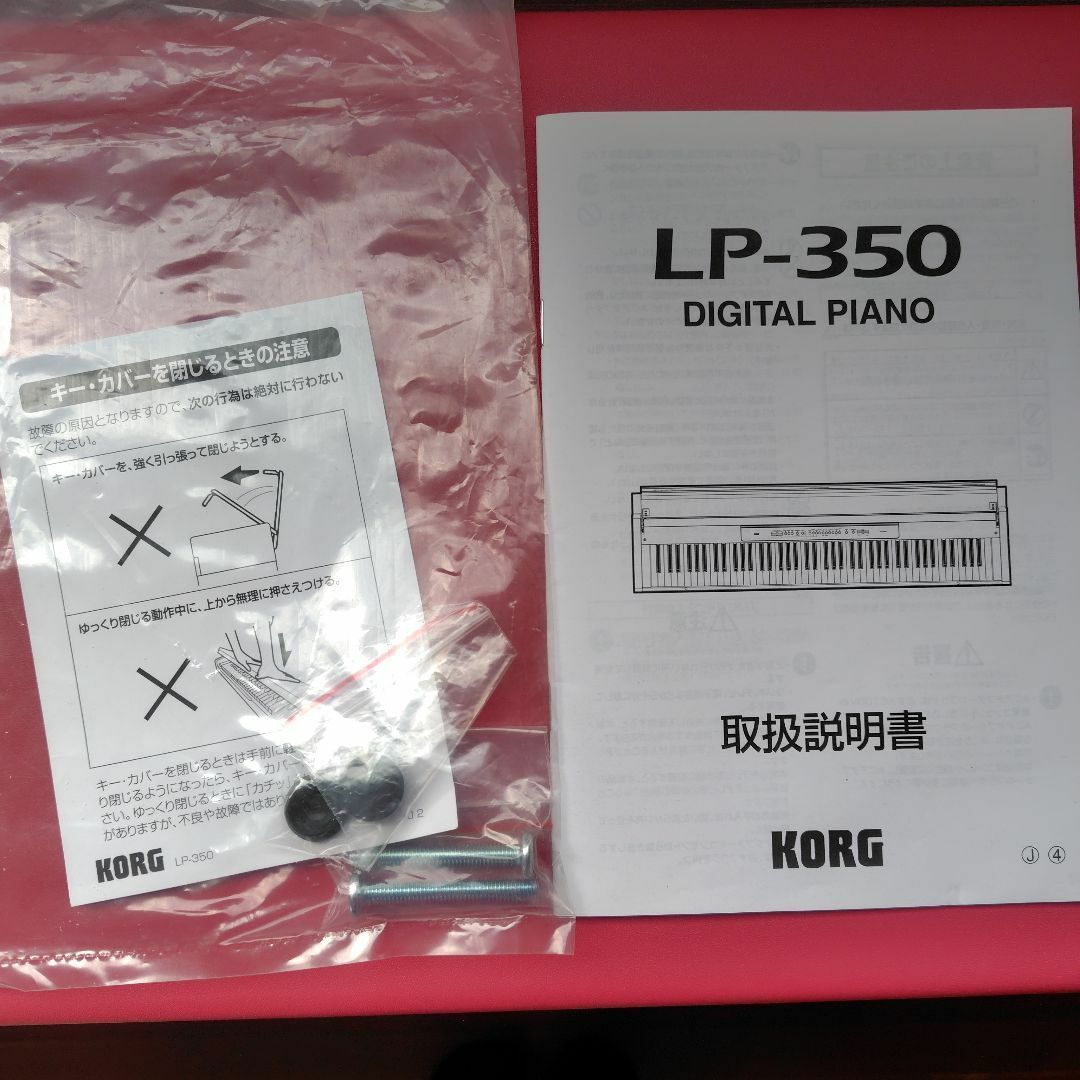 キー・カバーを閉じるときの注意
故障の原因となりますので、次の行為は絶対に行わない
でください。
キー・カバーを、強く引っ張って閉じようとする。
ゆっくり閉じる動作中に、上から無理に押さえつける。
キー・カバーを閉じるときは手前に軽
り閉じるようになったら、キー・カバー
さい。ゆっくり閉じるときに「カチッ」
がありますが、不良や故障ではあり
KORG LP-350
J 2
LP-350
DIGITAL PIANO
取扱説明書
KORG
Ⓙ ④